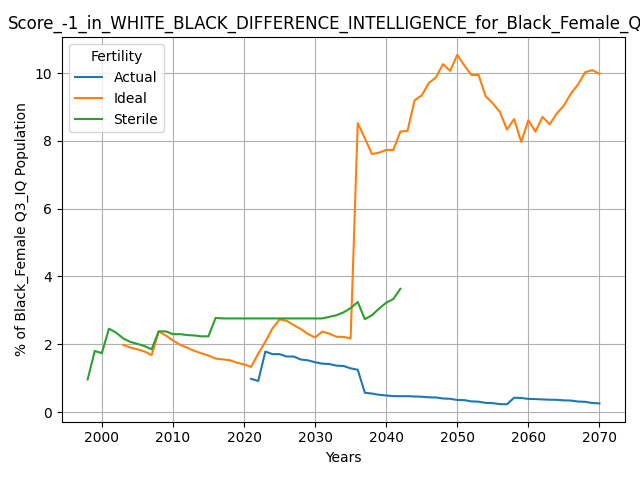 Score_-1_in_WHITE_BLACK_DIFFERENCE_INTELLIGENCE_for_Black_Female_Q
Fertility
Actual
Ideal
Sterile
% of Black_Female Q3_IQ Population
10
8
6
4
2
0
2000 2010 2020 2030 2040 2050 2060 2070
Years